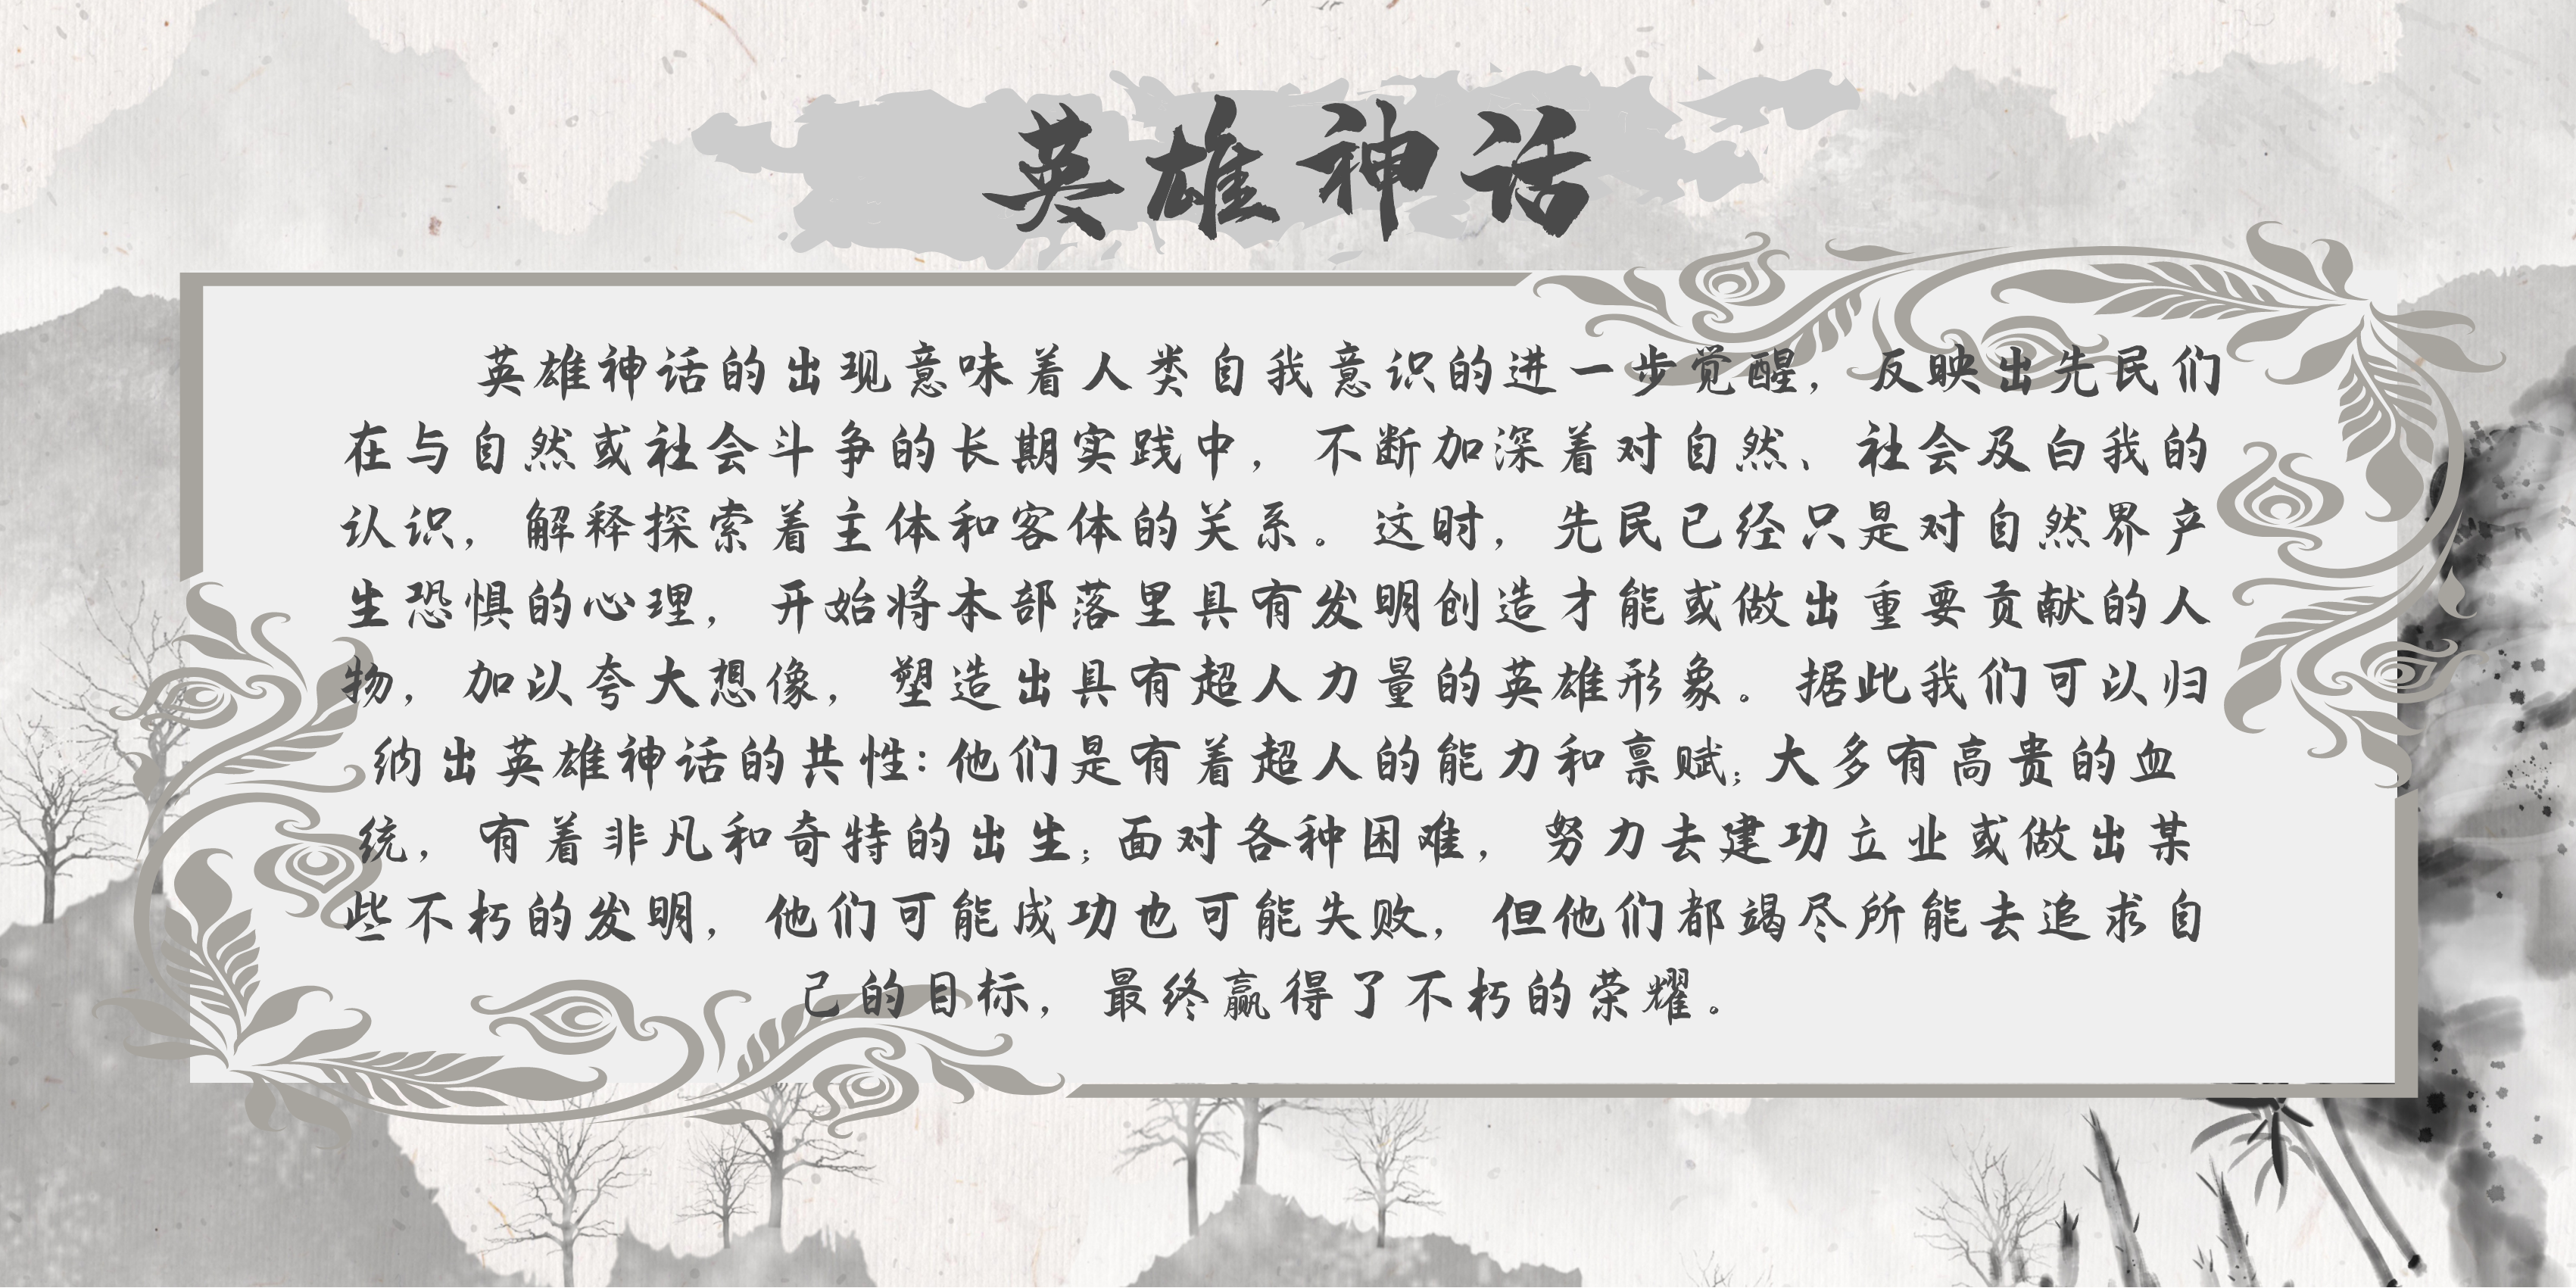 英雄神话
英雄神话的出现意味着人类自我意识的进一步觉醒，反映出先民们
在与自然或社会斗争的长期实践中，不断加深着对自然、社会及白我的
认识，解释探索着主体和客体的关系。这时，先民已经只是对自然界产
生恐惧的心理，开始将本部落里具有发明创造才能或做出重要贡献的人
物，加以夸大想像，塑造出具有超人力量的英雄形象。据此我们可以归
纳出英雄神话的共性：他们是有着超人的能力和禀赋；大多有高贵的血
统，有着非凡和奇特的出生；面对各种困难，努力去建功立业或做出某
些不朽的发明，他们可能成功也可能失败，但他们都竭尽所能去追求自
己的目标，最终赢得了不朽的荣耀。